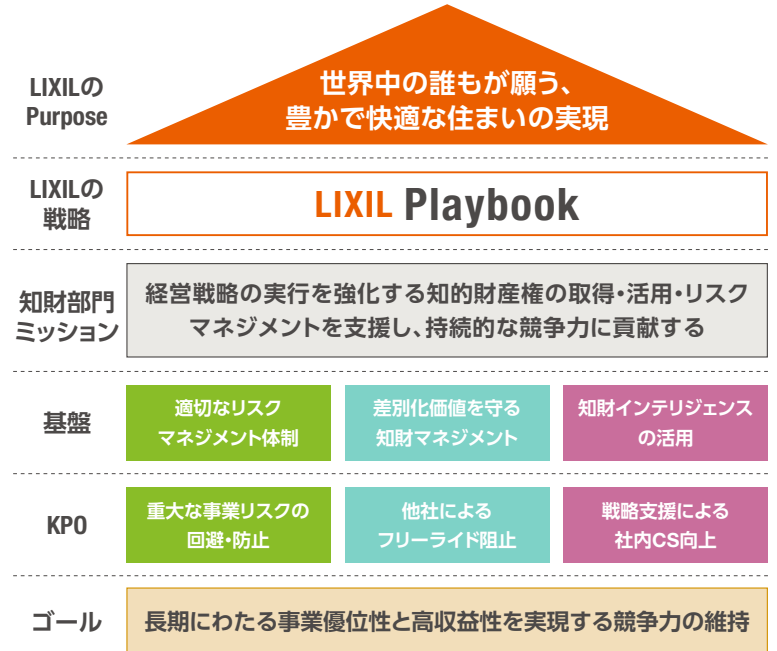 LIXILの
Purpose
世界中の誰もが願う、
豊かで快適な住まいの実現
LIXILの
戦略
LIXIL Playbook
知財部門
ミッション
経営戦略の実行を強化する知的財産権の取得・活用・リスク
マネジメントを支援し、持続的な競争力に貢献する
基盤
適切なリスク
マネジメント体制
差別化価値を守る
知財マネジメント
知財インテリジェンス
の活用
KPO
重大な事業リスクの
回避・防止
他社による
フリーライド阻止
戦略支援による
社内CS向上
ゴール
長期にわたる事業優位性と高収益性を実現する競争力の維持